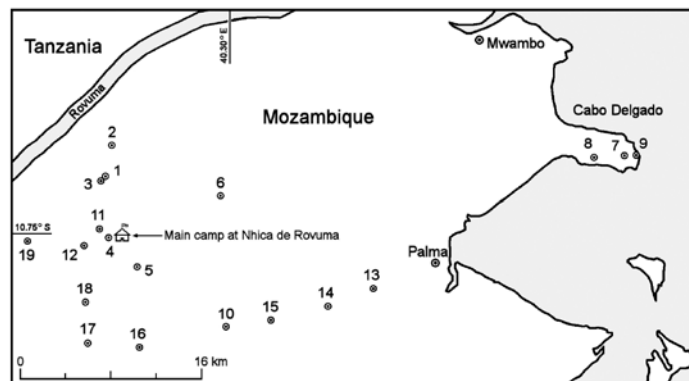 Tanzania
40.30° E
Mwambo
Rovuma
Mozambique
Cabo Delgado
2
1
3
8
7
9
6
11
10.75° S
4
Main camp at Nhica de Rovuma
19
12
Palma
5
13
18
14
10
15
17
16
0
16 km